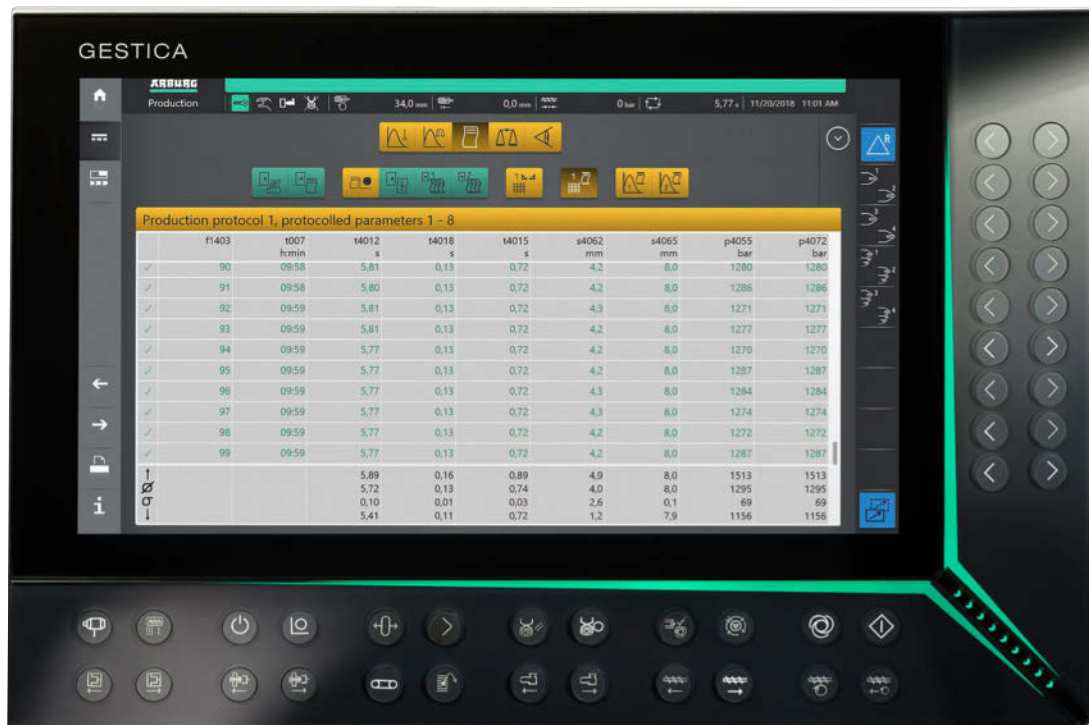 GESTICA
ARBURG
Production 34,0 mm 0,0 mm 0 bar 5,77 s 11/20/2018 11:01 AM
R
Production protocol 1, protocolled parameters 1 - 8
f1403 t007 t4012 t4018 t4015 s4062 s4065 p4055 p4072
h:min s s s mm mm bar bar
90 09:58 5,81 0,13 0,72 4,2 8,0 1280 1280
91 09:58 5,80 0,13 0,72 4,2 8,0 1286 1286
92 09:59 5,81 0,13 0,72 4,3 8,0 1271 1271
93 09:59 5,81 0,13 0,72 4,2 8,0 1277 1277
94 09:59 5,77 0,13 0,72 4,2 8,0 1270 1270
95 09:59 5,77 0,13 0,72 4,2 8,0 1287 1287
96 09:59 5,77 0,13 0,72 4,3 8,0 1284 1284
97 09:59 5,77 0,13 0,72 4,3 8,0 1274 1274
98 09:59 5,77 0,13 0,72 4,2 8,0 1272 1272
99 09:59 5,77 0,13 0,72 4,2 8,0 1287 1287
↑ 5,89 0,16 0,89 4,9 8,0 1513 1513
Ø 5,72 0,13 0,74 4,0 8,0 1295 1295
σ 0,10 0,01 0,03 2,6 0,1 69 69
↓ 5,41 0,11 0,72 1,2 7,9 1156 1156